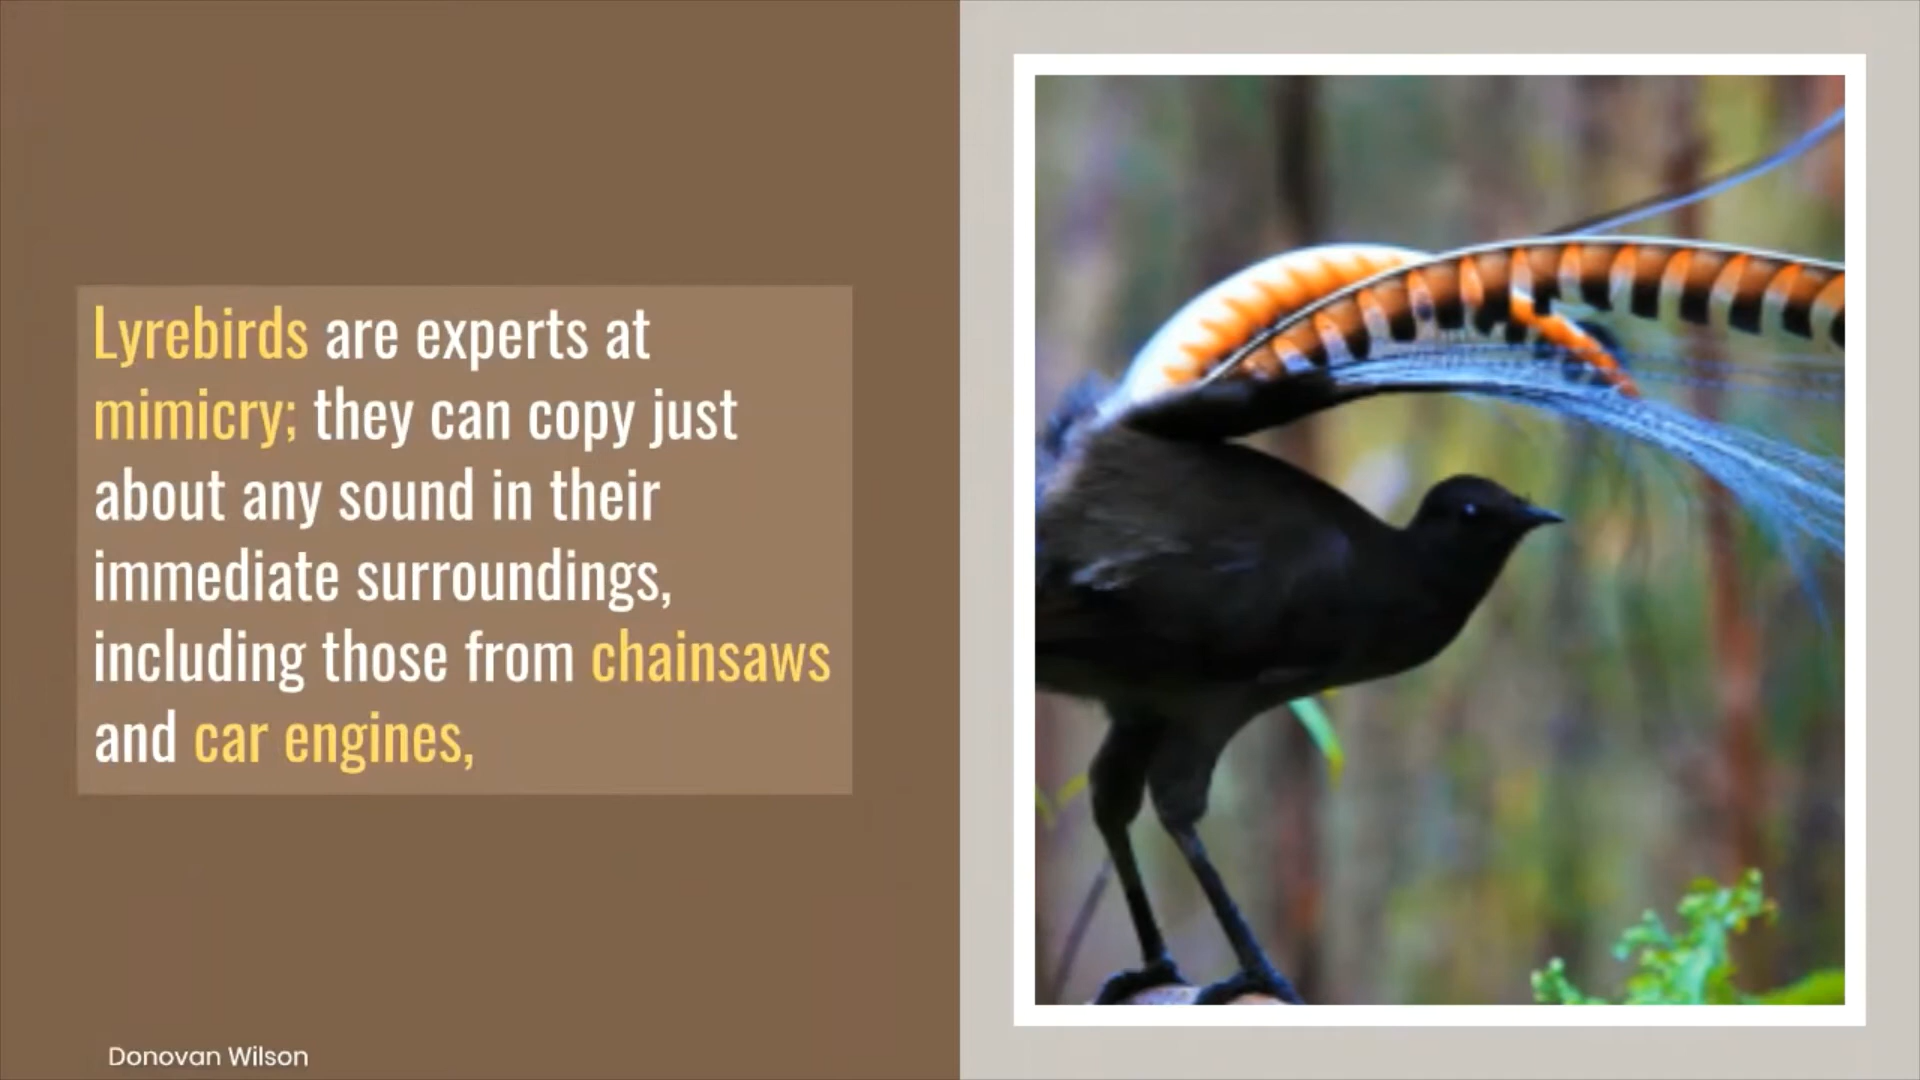 Lyrebirds are experts at
mimicry; they can copy just
about any sound in their
immediate surroundings,
including those from chainsaws
and car engines,
Donovan Wilson